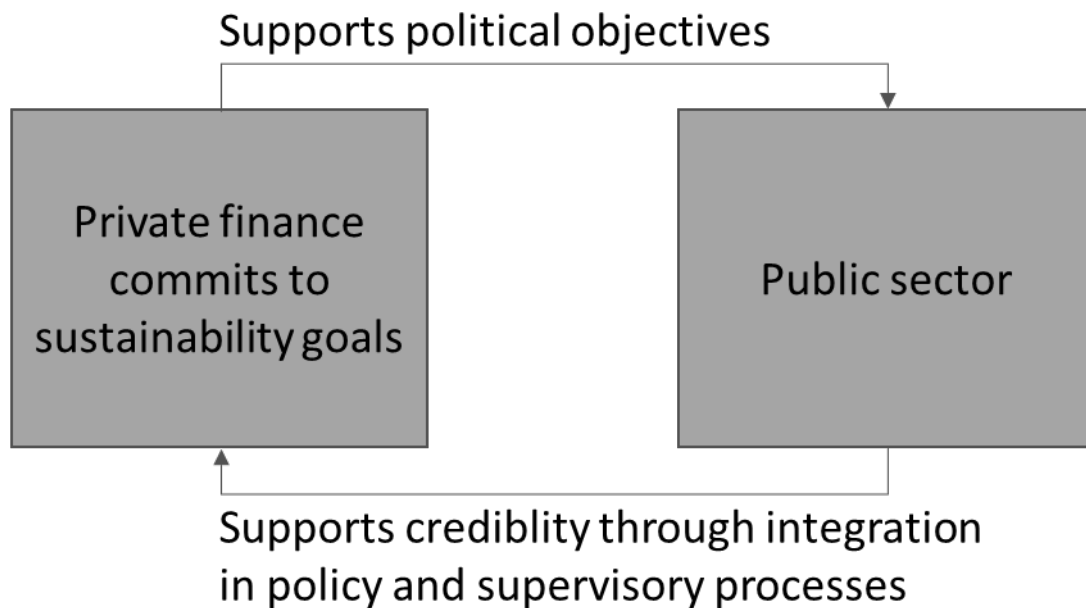 Supports political objectives
Private finance
commits to
sustainability goals
Public sector
Supports crediblity through integration
in policy and supervisory processes